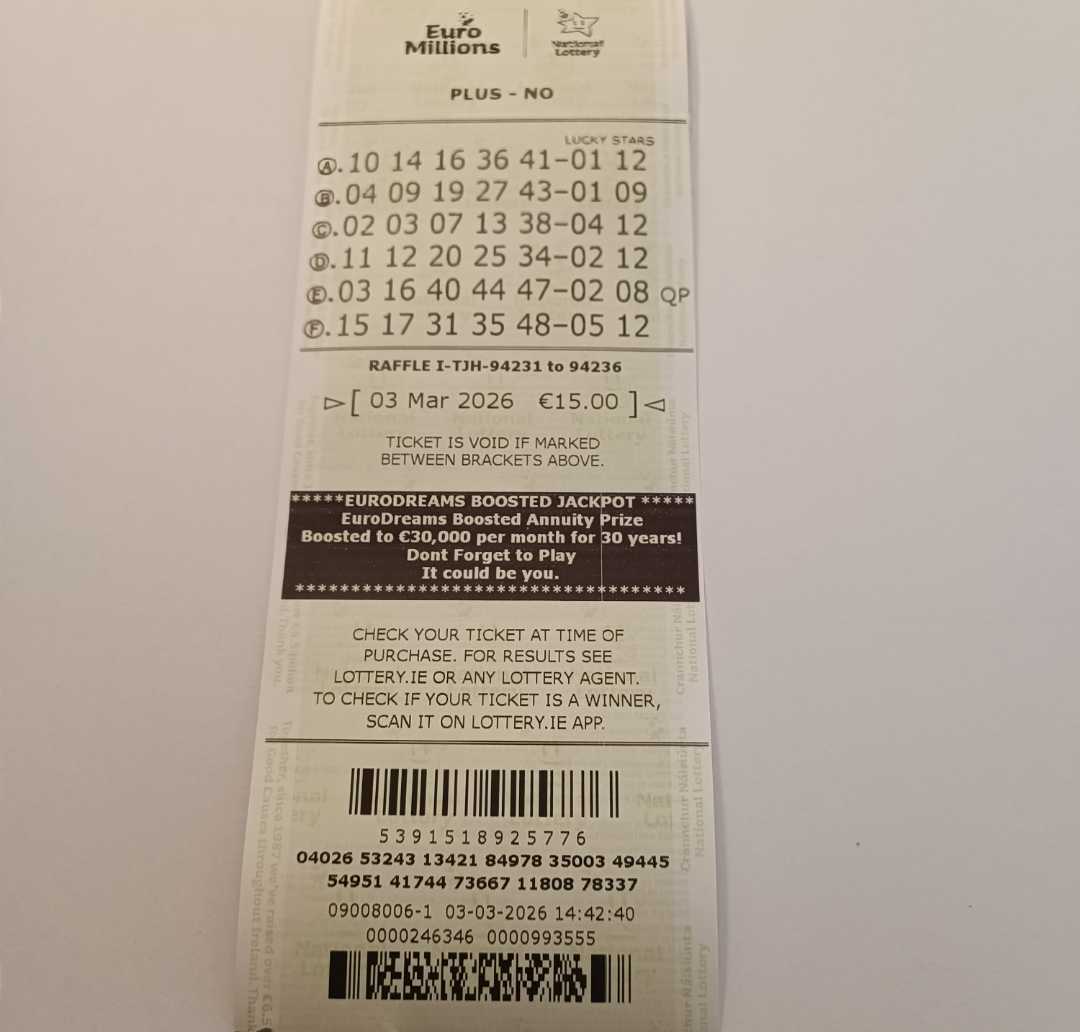 Euro
Millions
National
Lottery
PLUS - NO
LUCKY STARS
A. 10 14 16 36 41-01 12
B. 04 09 19 27 43-01 09
C. 02 03 07 13 38-04 12
D. 11 12 20 25 34-02 12
E. 03 16 40 44 47-02 08 QP
F. 15 17 31 35 48-05 12
RAFFLE I-TJH-94231 to 94236
[ 03 Mar 2026 €15.00 ]
TICKET IS VOID IF MARKED
BETWEEN BRACKETS ABOVE.
*****EURODREAMS BOOSTED JACKPOT *****
EuroDreams Boosted Annuity Prize
Boosted to €30,000 per month for 30 years!
Dont Forget to Play
It could be you.
************************************
CHECK YOUR TICKET AT TIME OF
PURCHASE. FOR RESULTS SEE
LOTTERY.IE OR ANY LOTTERY AGENT.
TO CHECK IF YOUR TICKET IS A WINNER,
SCAN IT ON LOTTERY.IE APP.
5391518925776
04026 53243 13421 84978 35003 49445
54951 41744 73667 11808 78337
09008006-1 03-03-2026 14:42:40
0000246346 0000993555
Crannchur Náisiúnta
National Lottery